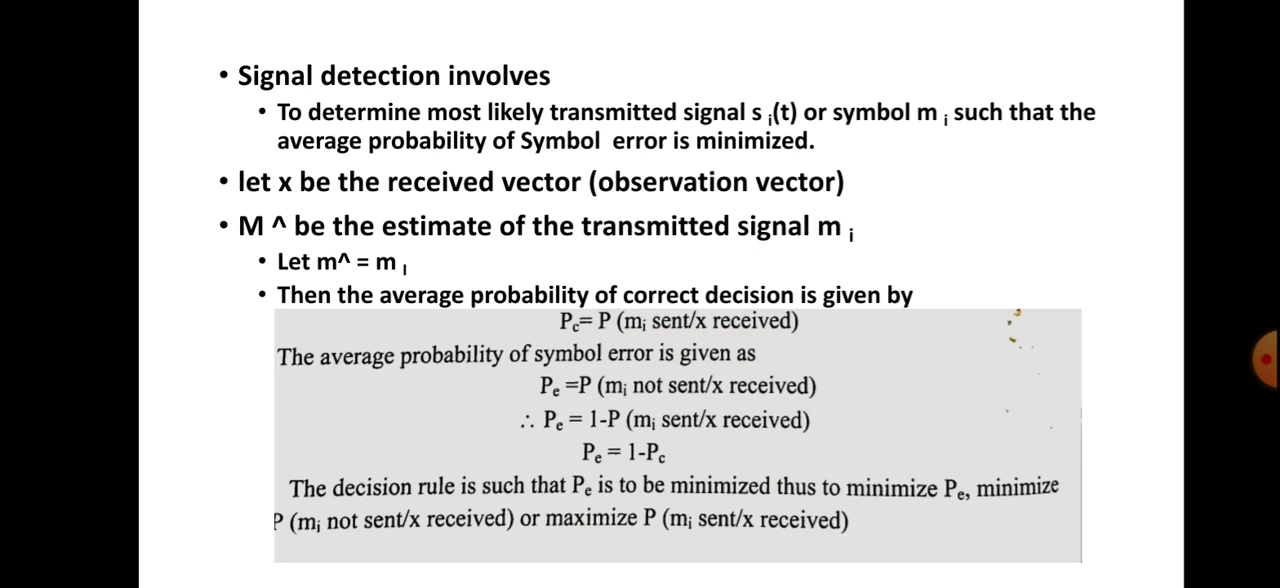 • Signal detection involves
• To determine most likely transmitted signal s i(t) or symbol m i such that the
average probability of Symbol error is minimized.
• let x be the received vector (observation vector)
• M ^ be the estimate of the transmitted signal m i
• Let m^ = m I
• Then the average probability of correct decision is given by
Pc= P (mi sent/x received)
The average probability of symbol error is given as
Pe =P (mi not sent/x received)
∴ Pe = 1-P (mi sent/x received)
Pe = 1-Pc
The decision rule is such that Pe is to be minimized thus to minimize Pe, minimize
P (mi not sent/x received) or maximize P (mi sent/x received)